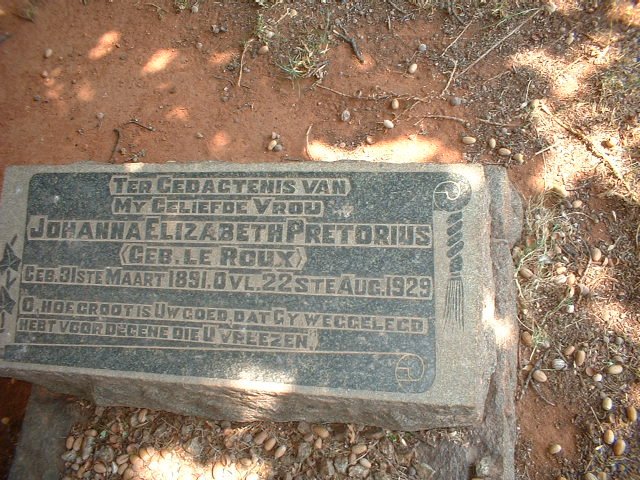 TER GEDACTENIS VAN
MY GELIEFDE VROU
JOHANNA ELIZABETH PRETORIUS
(GEB. LE ROUX)
GEB. 31STE MAART 1891. OVL. 22STE AUG. 1929
O, HOE GROOT IS UW GOED, DAT GY WEGGELEGD
HEBT VOOR DEGENE DIE U VREEZEN.